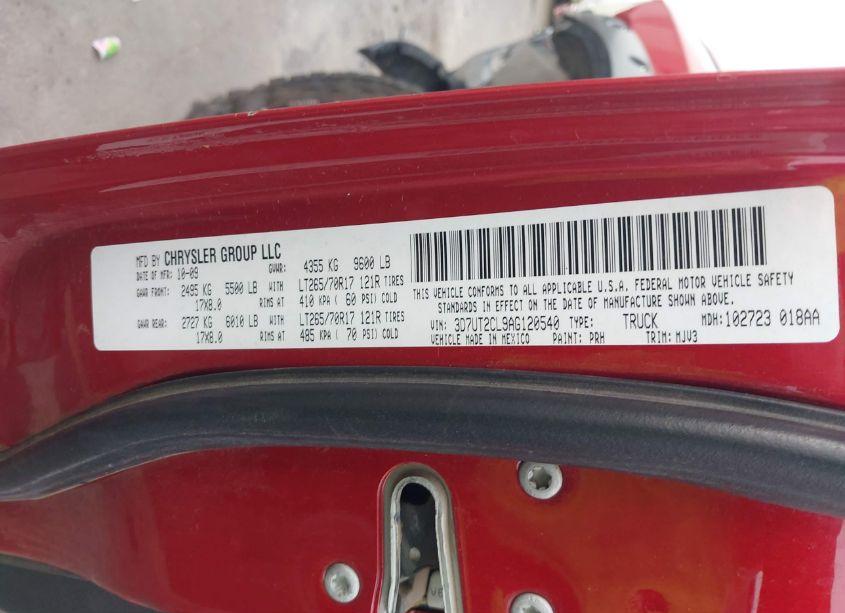 MFD BY CHRYSLER GROUP LLC
DATE OF MFR: 10-09 GVWR: 4355 KG 9600 LB
GAWR FRONT: 2495 KG 5500 LB WITH LT265/70R17 121R TIRES
17X8.0 RIMS AT 410 KPA ( 60 PSI) COLD
GAWR REAR: 2727 KG 6010 LB WITH LT265/70R17 121R TIRES
17X8.0 RIMS AT 485 KPA ( 70 PSI) COLD
THIS VEHICLE CONFORMS TO ALL APPLICABLE U.S.A. FEDERAL MOTOR VEHICLE SAFETY
STANDARDS IN EFFECT ON THE DATE OF MANUFACTURE SHOWN ABOVE.
VIN: 3D7UT2CL9AG120540 TYPE: TRUCK MDH: 102723 018AA
VEHICLE MADE IN MEXICO PAINT: PRH TRIM: MJV3